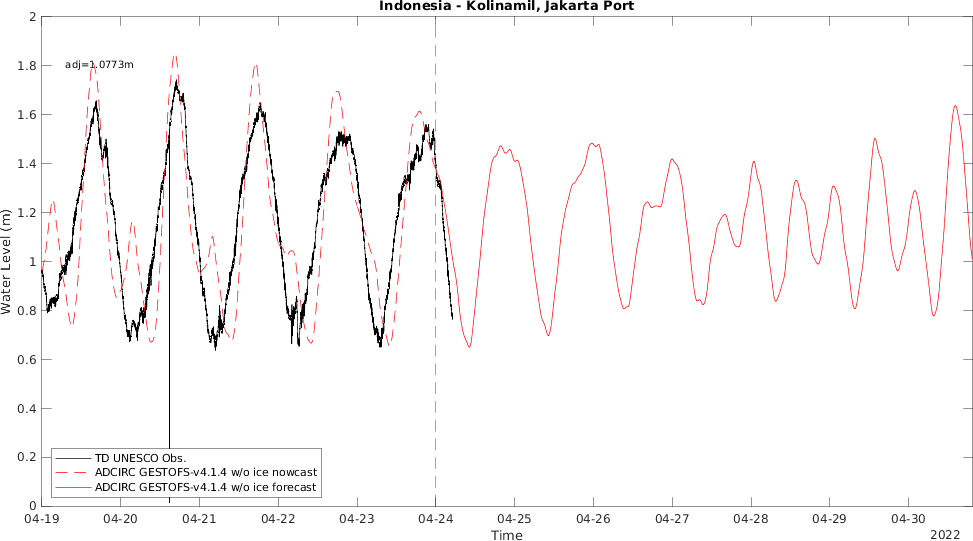 Indonesia - Kolinamil, Jakarta Port
adj=1.0773m
Water Level (m)
2
1.8
1.6
1.4
1.2
1
0.8
0.6
0.4
0.2
0
TD UNESCO Obs.
ADCIRC GESTOFS-v4.1.4 w/o ice nowcast
ADCIRC GESTOFS-v4.1.4 w/o ice forecast
04-19 04-20 04-21 04-22 04-23 04-24 04-25 04-26 04-27 04-28 04-29 04-30
Time
2022